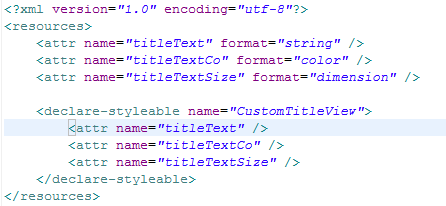 <?xml version="1.0" encoding="utf-8"?>
<resources>
    <attr name="titleText" format="string" />
    <attr name="titleTextCo" format="color" />
    <attr name="titleTextSize" format="dimension" />

    <declare-styleable name="CustomTitleView">
        <attr name="titleText" />
        <attr name="titleTextCo" />
        <attr name="titleTextSize" />
    </declare-styleable>
</resources>